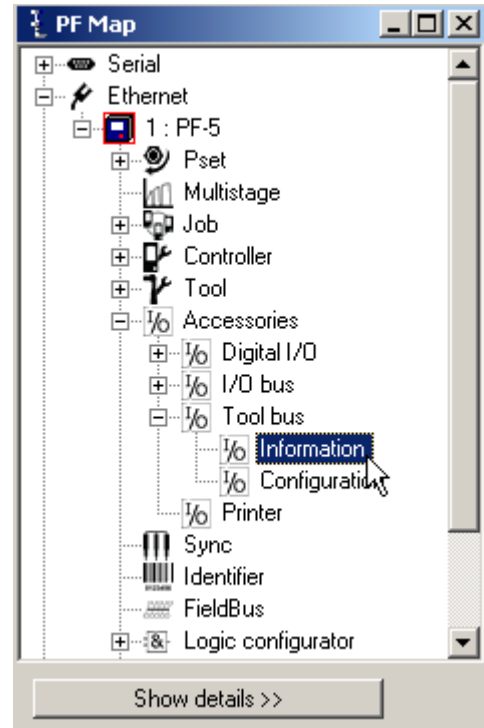 PF Map
Serial
Ethernet
1 : PF-5
Pset
Multistage
Job
Controller
Tool
Accessories
Digital I/O
I/O bus
Tool bus
Information
Configuration
Printer
Sync
Identifier
FieldBus
Logic configurator
Show details >>